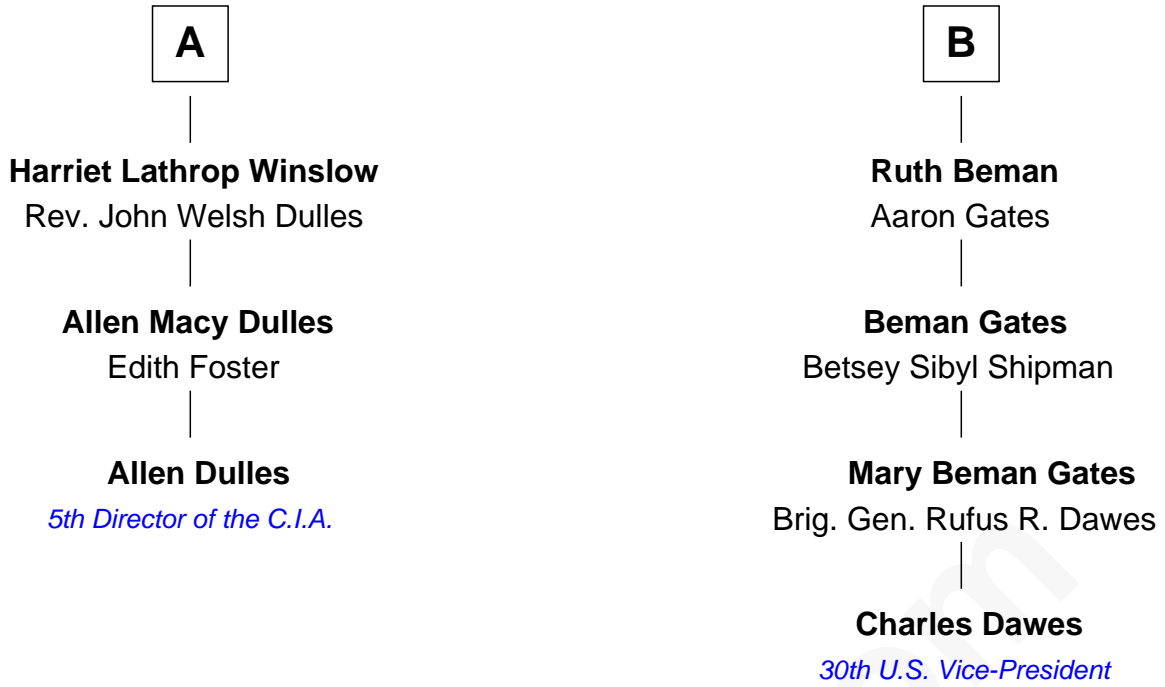 A
Harriet Lathrop Winslow
Rev. John Welsh Dulles
Allen Macy Dulles
Edith Foster
Allen Dulles
5th Director of the C.I.A.
B
Ruth Beman
Aaron Gates
Beman Gates
Betsey Sibyl Shipman
Mary Beman Gates
Brig. Gen. Rufus R. Dawes
Charles Dawes
30th U.S. Vice-President